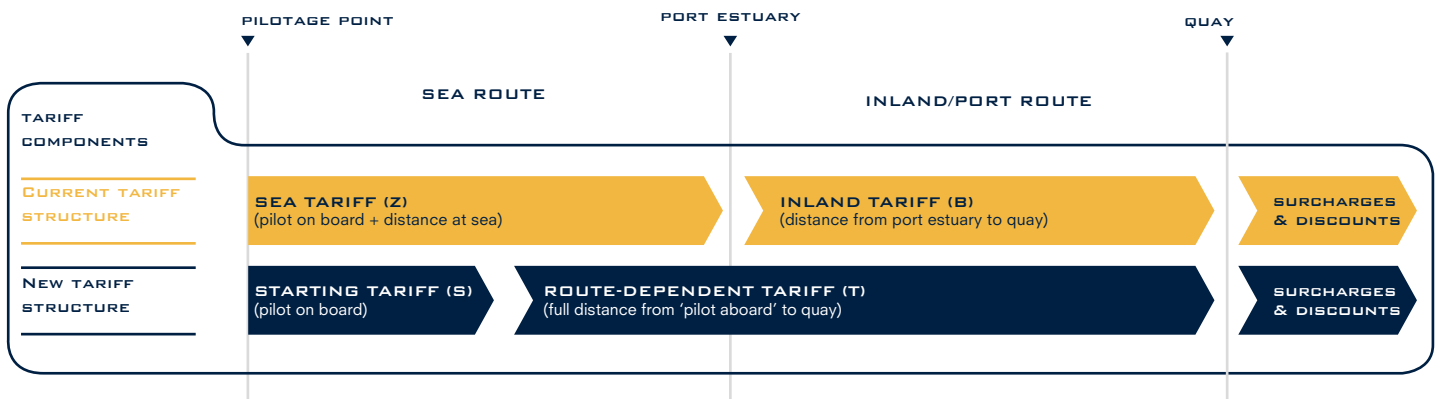 PILOTAGE POINT
PORT ESTUARY
QUAY
SEA ROUTE
INLAND/PORT ROUTE
TARIFF
COMPONENTS
CURRENT TARIFF
STRUCTURE
SEA TARIFF (Z)
(pilot on board + distance at sea)
INLAND TARIFF (B)
(distance from port estuary to quay)
SURCHARGES
& DISCOUNTS
NEW TARIFF
STRUCTURE
STARTING TARIFF (S)
(pilot on board)
ROUTE-DEPENDENT TARIFF (T)
(full distance from ‘pilot aboard’ to quay)
SURCHARGES
& DISCOUNTS